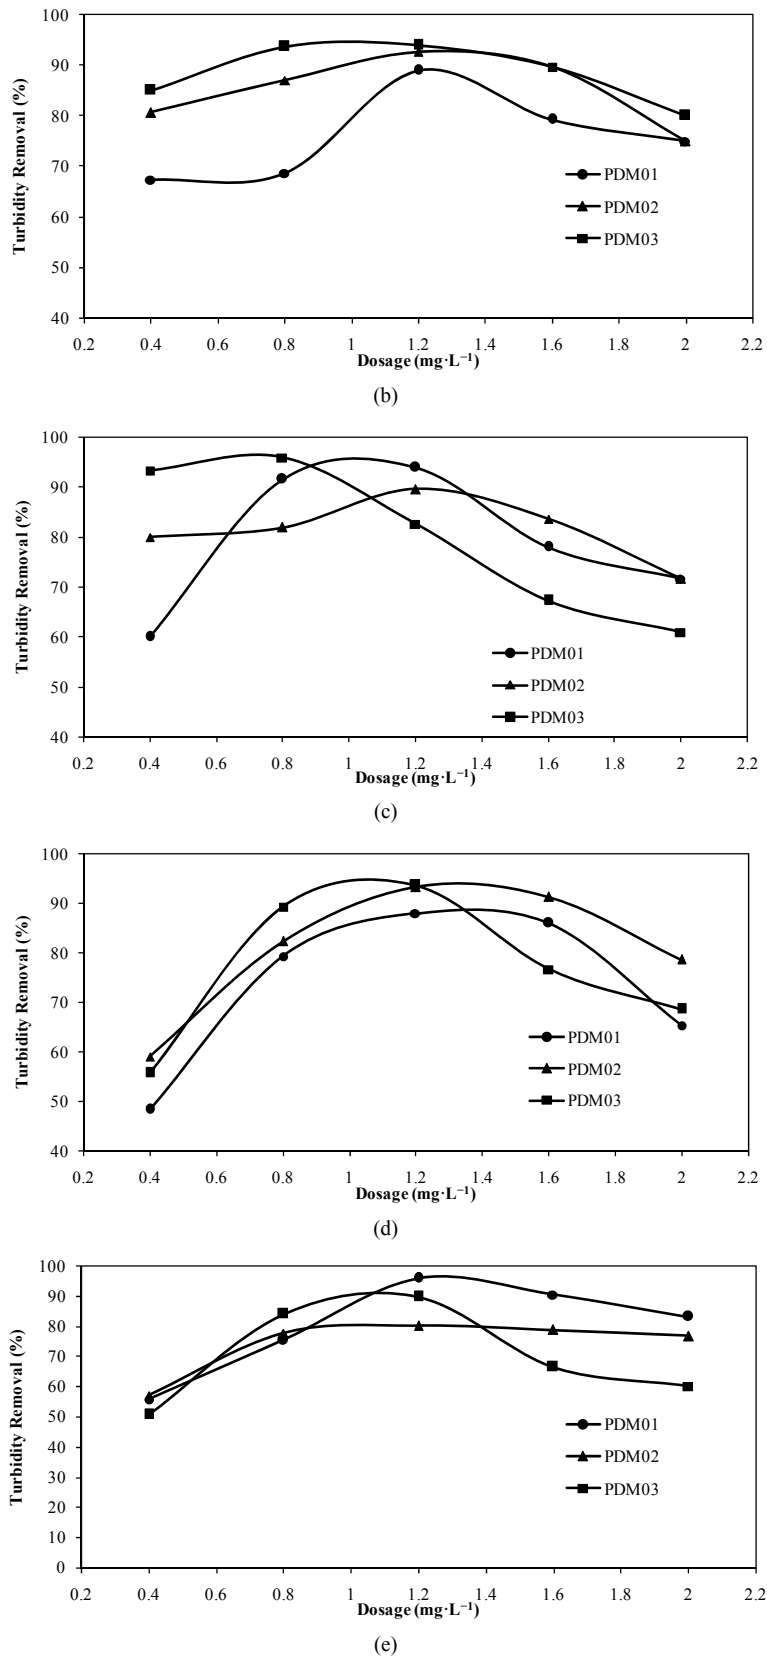 100
90
80
70
60
50
40
Turbidity Removal (%)
PDM01
PDM02
PDM03
0.2 0.4 0.6 0.8 1 1.2 1.4 1.6 1.8 2 2.2
Dosage (mg·L⁻¹)
(b)
100
90
80
70
60
50
40
Turbidity Removal (%)
PDM01
PDM02
PDM03
0.2 0.4 0.6 0.8 1 1.2 1.4 1.6 1.8 2 2.2
Dosage (mg·L⁻¹)
(c)
100
90
80
70
60
50
40
Turbidity Removal (%)
PDM01
PDM02
PDM03
0.2 0.4 0.6 0.8 1 1.2 1.4 1.6 1.8 2 2.2
Dosage (mg·L⁻¹)
(d)
100
90
80
70
60
50
40
30
20
10
0
Turbidity Removal (%)
PDM01
PDM02
PDM03
0.2 0.4 0.6 0.8 1 1.2 1.4 1.6 1.8 2 2.2
Dosage (mg·L⁻¹)
(e)